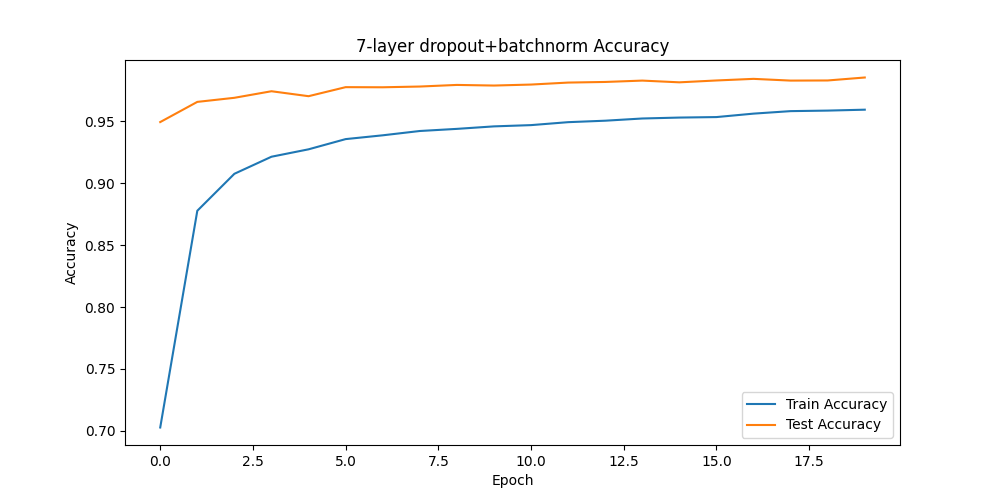 7-layer dropout+batchnorm Accuracy
Accuracy
0.95
0.90
0.85
0.80
0.75
0.70
Train Accuracy
Test Accuracy
0.0 2.5 5.0 7.5 10.0 12.5 15.0 17.5
Epoch